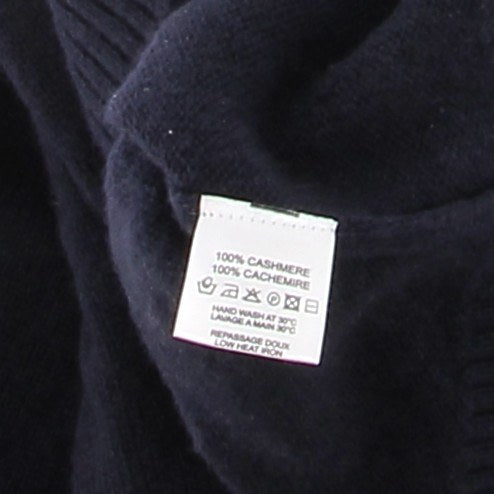 100% CASHMERE
100% CACHEMIRE
HAND WASH AT 30°C
LAVAGE A MAIN 30°C
REPASSAGE DOUX
LOW HEAT IRON